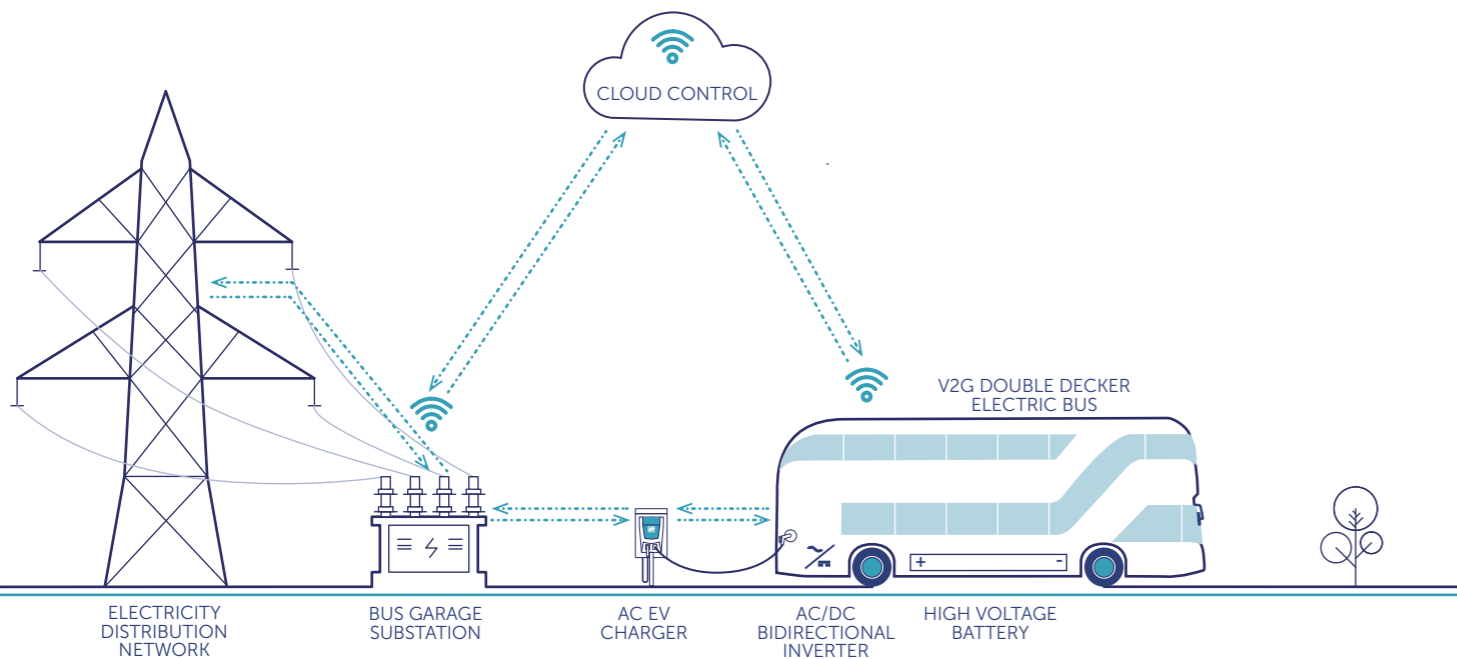 CLOUD CONTROL
V2G DOUBLE DECKER
ELECTRIC BUS
+ -
ELECTRICITY
DISTRIBUTION
NETWORK
BUS GARAGE
SUBSTATION
AC EV
CHARGER
AC/DC
BIDIRECTIONAL
INVERTER
HIGH VOLTAGE
BATTERY